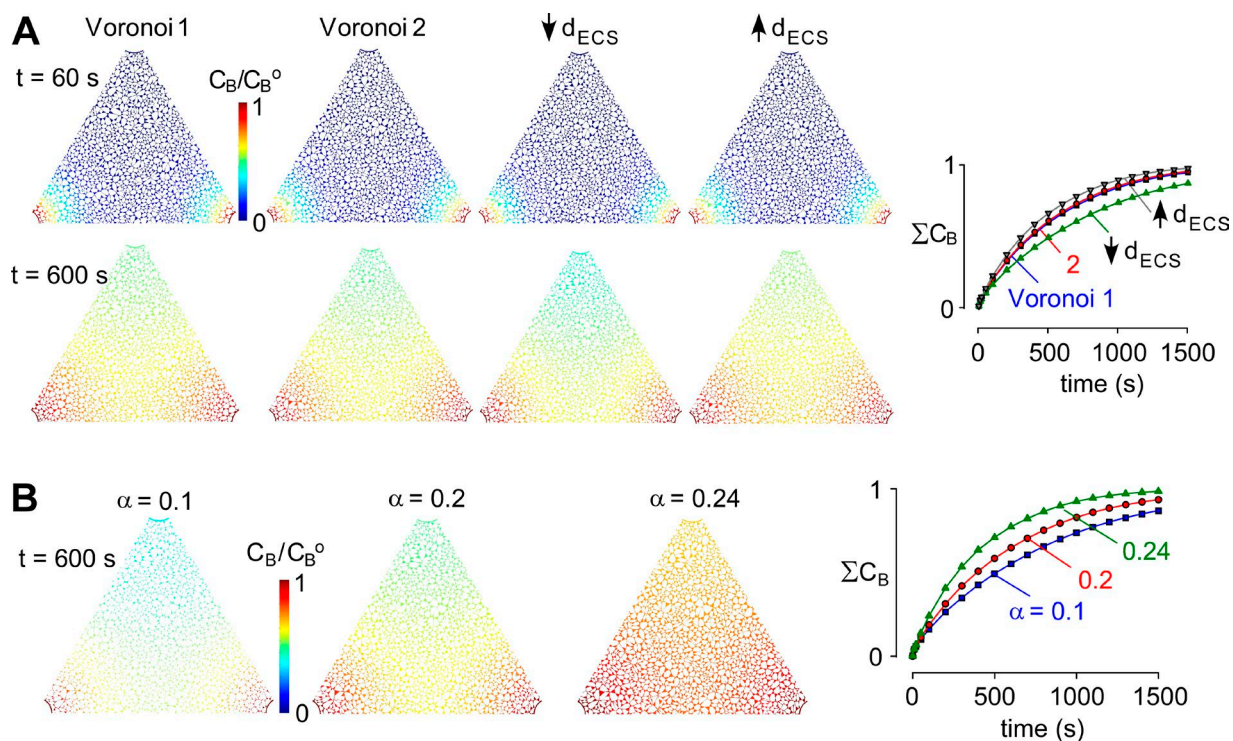 A
Voronoi 1
Voronoi 2
↓ dECS
↑ dECS
t = 60 s
CB/CBo
1
0
t = 600 s
1
ΣCB
0
↑ dECS
↓ dECS
2
Voronoi 1
0 500 1000 1500
time (s)
B
α = 0.1
α = 0.2
α = 0.24
t = 600 s
CB/CBo
1
0
1
ΣCB
0
0.24
0.2
α = 0.1
0 500 1000 1500
time (s)